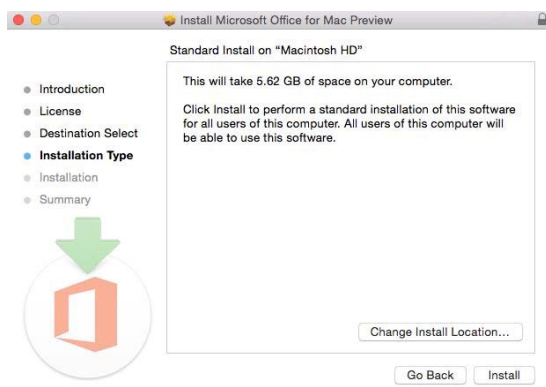 Install Microsoft Office for Mac Preview
Standard Install on “Macintosh HD”
Introduction
License
Destination Select
Installation Type
Installation
Summary
This will take 5.62 GB of space on your computer.
Click Install to perform a standard installation of this software
for all users of this computer. All users of this computer will
be able to use this software.
Change Install Location...
Go Back
Install